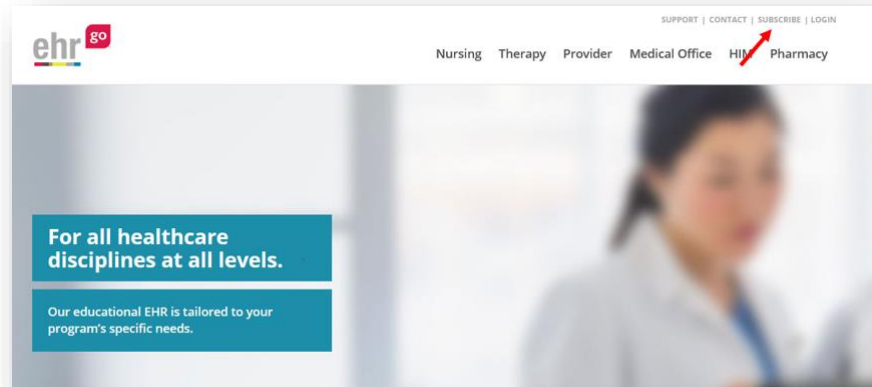 SUPPORT | CONTACT | SUBSCRIBE | LOGIN
ehr go
Nursing Therapy Provider Medical Office HIM Pharmacy
For all healthcare
disciplines at all levels.
Our educational EHR is tailored to your
program's specific needs.